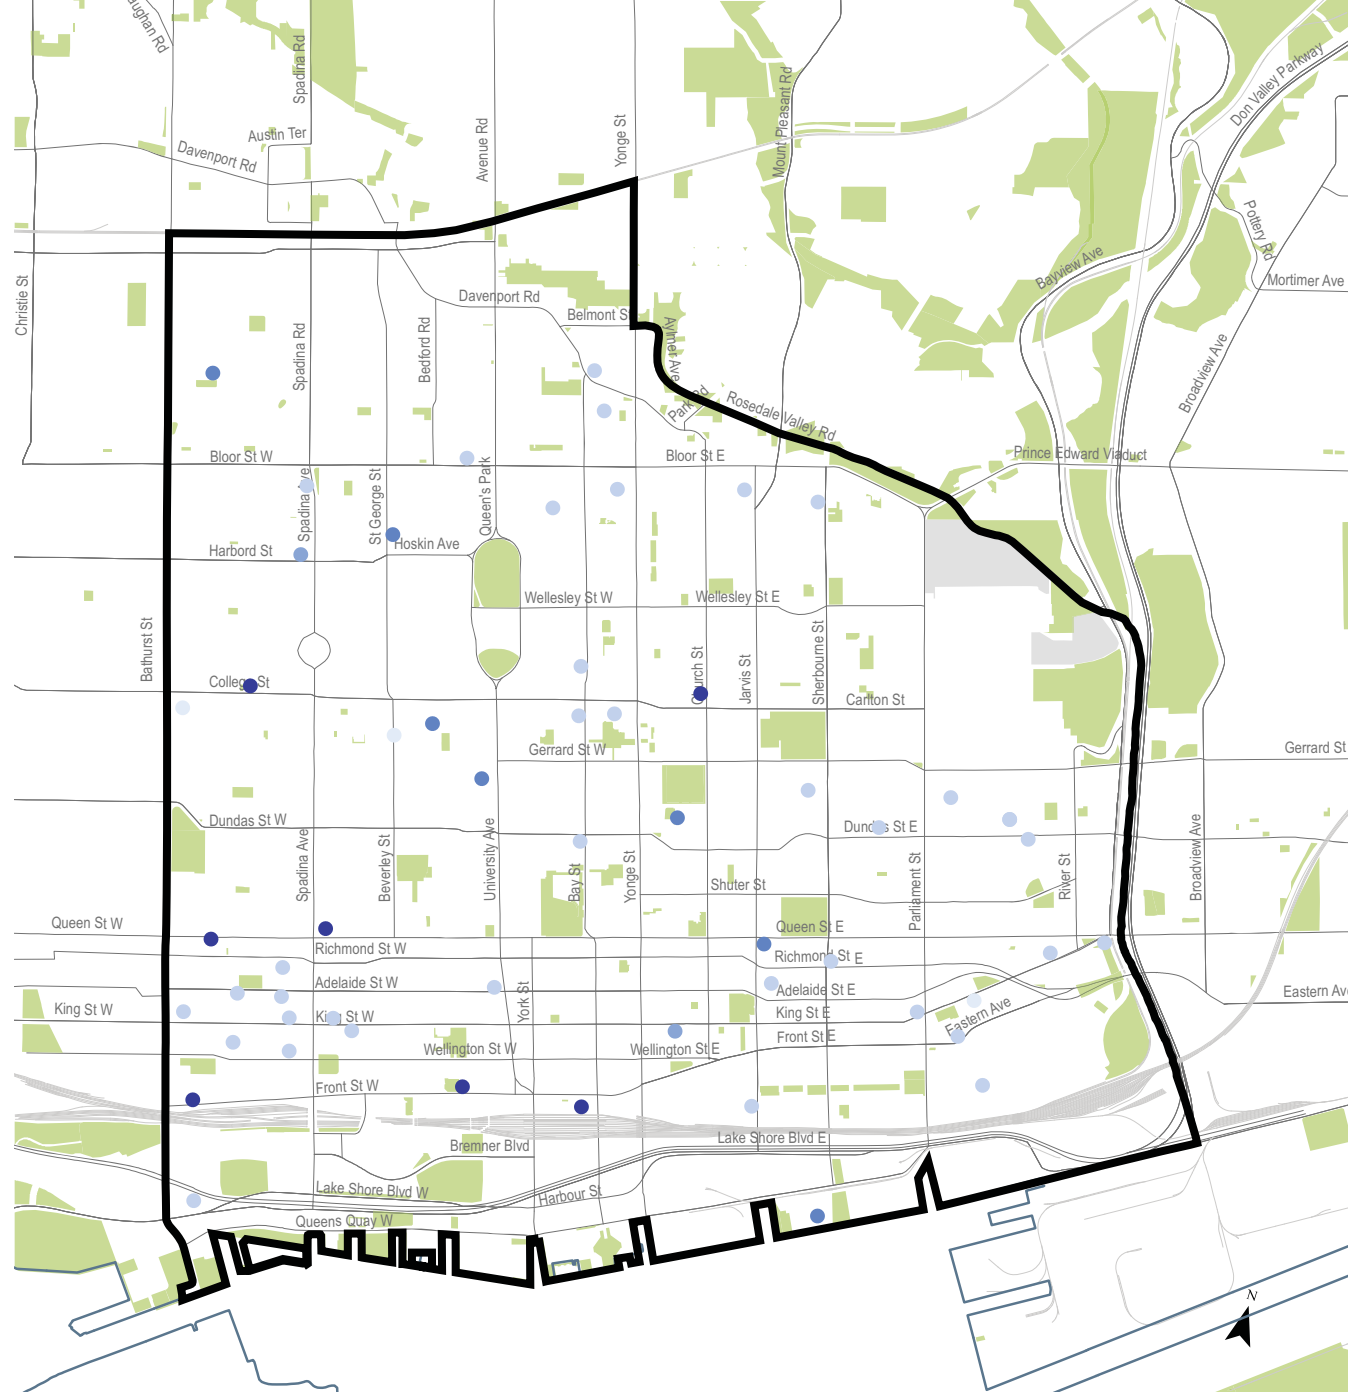 aughan Rd
Spadina Rd
Austin Ter
Davenport Rd
Avenue Rd
Yonge St
Mount Pleasant Rd
Don Valley Parkway
Pottery Rd
Mortimer Ave
Bayview Ave
Christie St
Davenport Rd
Belmont St
Aylmer Ave
Spadina Rd
Bedford Rd
Broadview Ave
Park Rd
Rosedale Valley Rd
Bloor St W
Bloor St E
Prince Edward Viaduct
Spadina Ave
St George St
Queen's Park
Harbord St
Hoskin Ave
Wellesley St W
Wellesley St E
Bathurst St
Church St
Jarvis St
Sherbourne St
College St
Carlton St
Gerrard St W
Gerrard St
Dundas St W
Dundas St E
Spadina Ave
Beverley St
University Ave
Bay St
Yonge St
Parliament St
River St
Broadview Ave
Shuter St
Queen St W
Queen St E
Richmond St W
Richmond St E
Adelaide St W
Adelaide St E
York St
Eastern Ave
King St W
King St W
King St E
Eastern Ave
Front St E
Wellington St W
Wellington St E
Front St W
Lake Shore Blvd E
Bremner Blvd
Lake Shore Blvd W
Harbour St
Queens Quay W
N